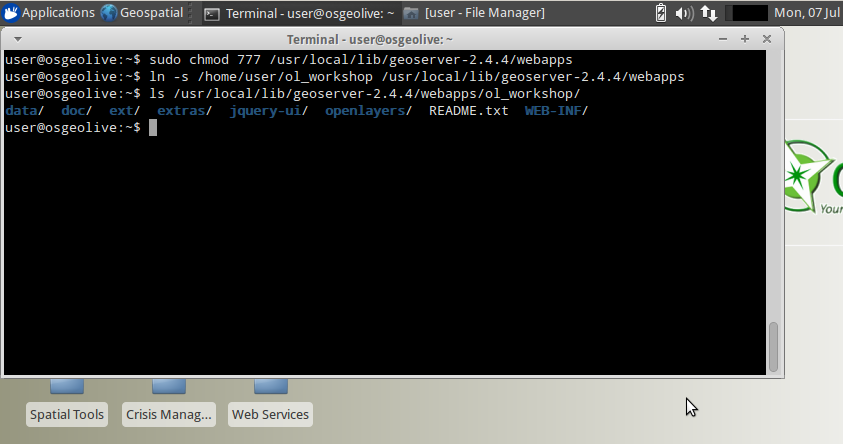 Applications Geospatial Terminal - user@osgeolive: ~ [user - File Manager] Mon, 07 Jul
Terminal - user@osgeolive: ~
user@osgeolive:~$ sudo chmod 777 /usr/local/lib/geoserver-2.4.4/webapps
user@osgeolive:~$ ln -s /home/user/ol_workshop /usr/local/lib/geoserver-2.4.4/webapps
user@osgeolive:~$ ls /usr/local/lib/geoserver-2.4.4/webapps/ol_workshop/
data/ doc/ ext/ extras/ jquery-ui/ openlayers/ README.txt WEB-INF/
user@osgeolive:~$
Your
Spatial Tools Crisis Manag... Web Services